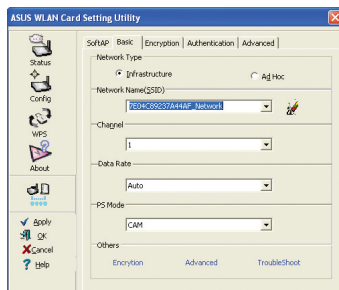 ASUS WLAN Card Setting Utility
Status
Config
WPS
About
Apply
OK
Cancel
Help
SoftAP Basic Encryption Authentication Advanced
Network Type
Infrastructure Ad Hoc
Network Name(SSID)
7E04C89237A44AF_Network
Channel
1
Data Rate
Auto
PS Mode
CAM
Others
Encrytion Advanced TroubleShoot